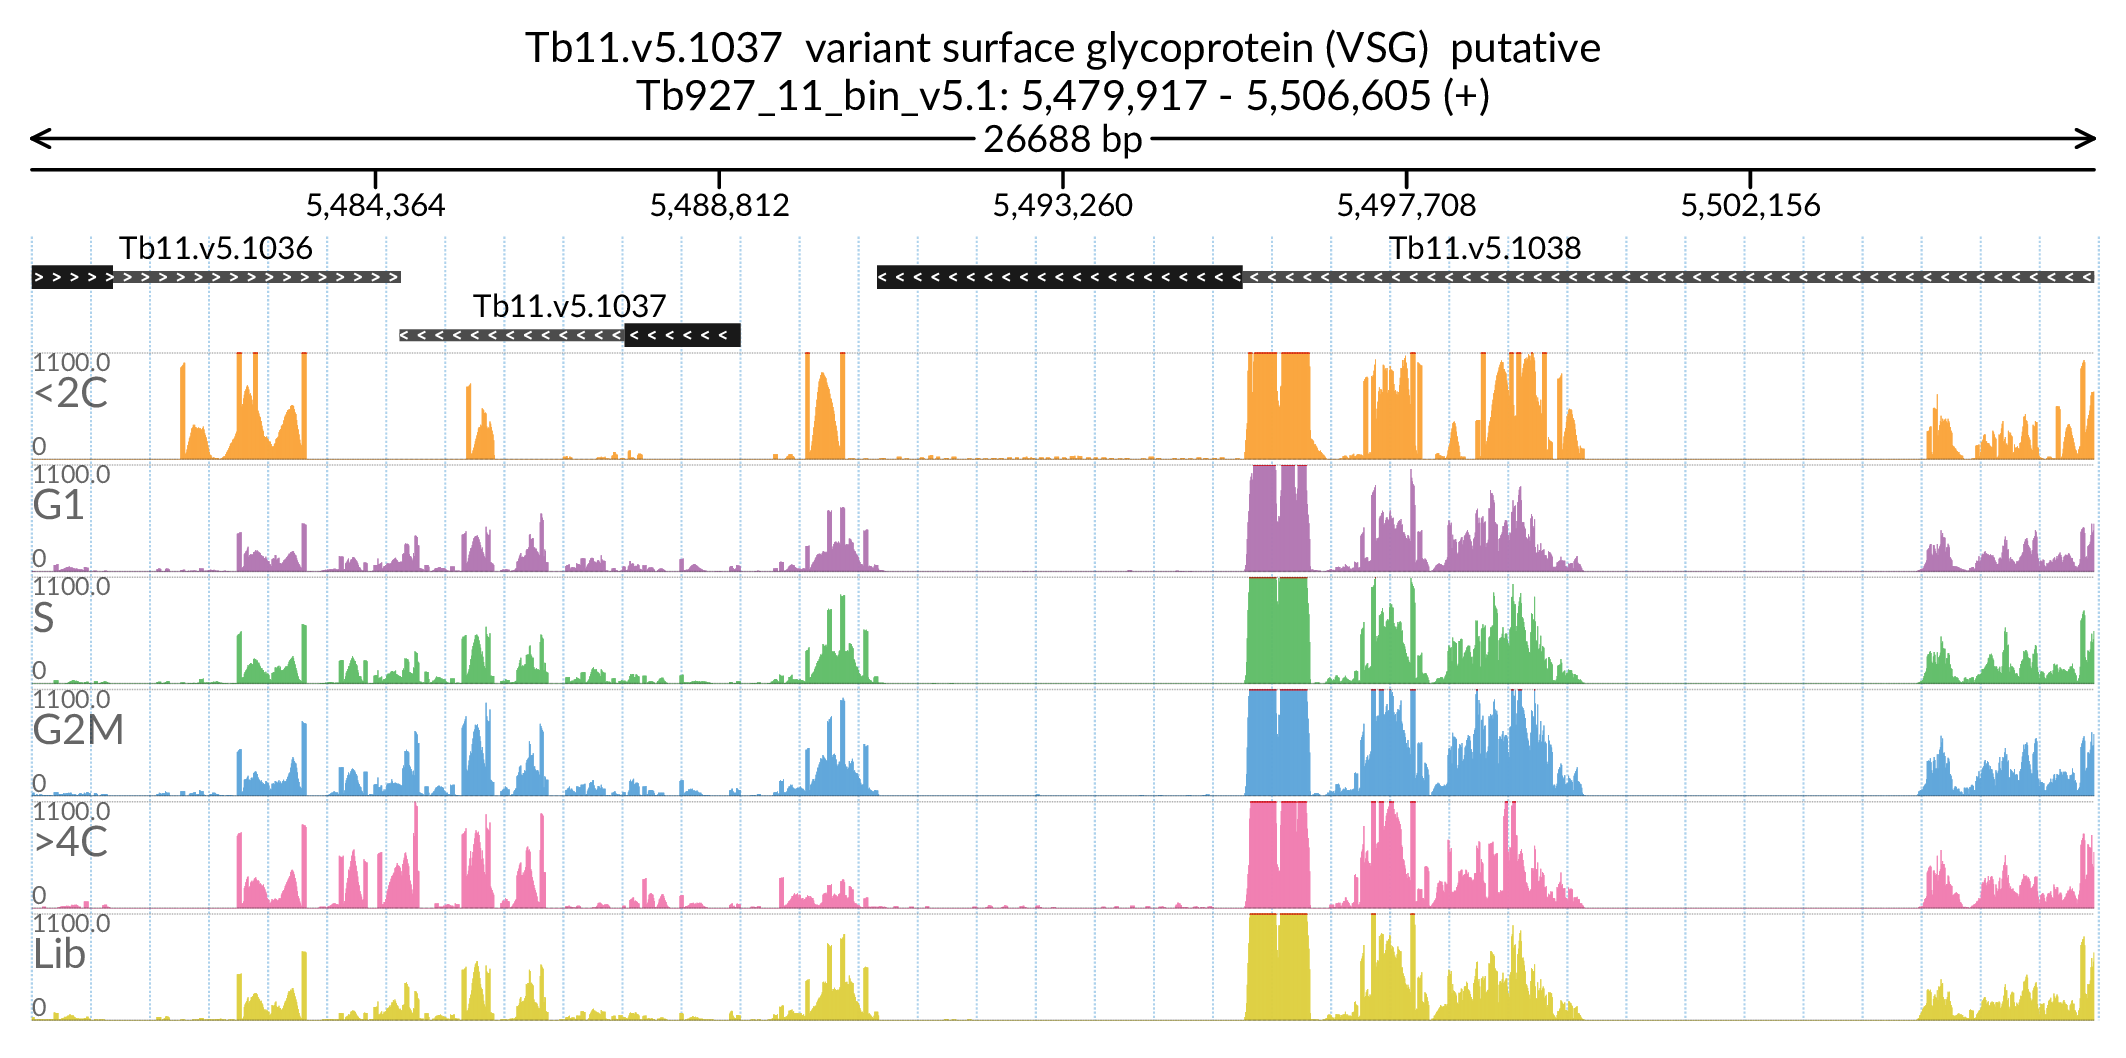 Tb11.v5.1037 variant surface glycoprotein (VSG) putative
Tb927_11_bin_v5.1: 5,479,917 - 5,506,605 (+)
26688 bp
5,484,364 5,488,812 5,493,260 5,497,708 5,502,156
Tb11.v5.1036 Tb11.v5.1038
Tb11.v5.1037
1100.0
<2C
0
1100.0
G1
0
1100.0
S
0
1100.0
G2M
0
1100.0
>4C
0
1100.0
Lib
0